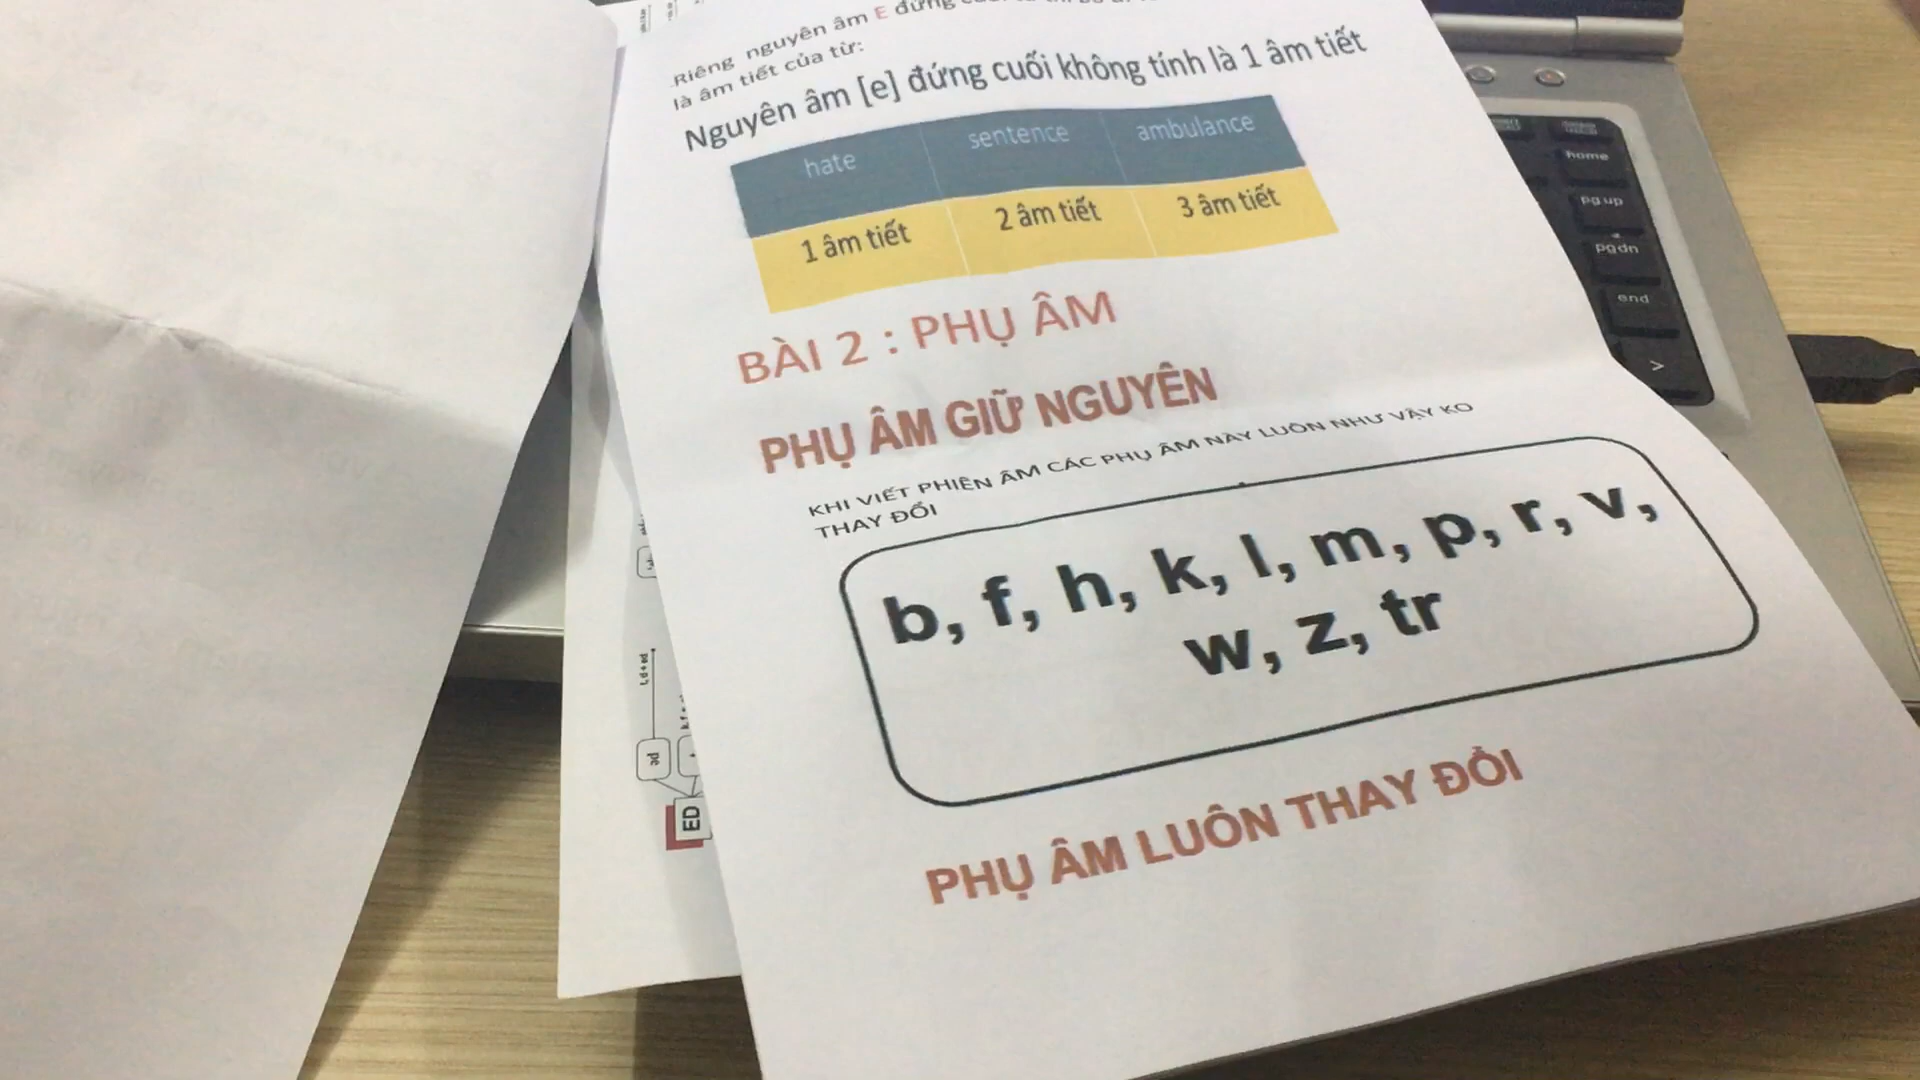 Riêng nguyên âm E đứng
là âm tiết của từ:
Nguyên âm [e] đứng cuối không tính là 1 âm tiết
hate sentence ambulance
1 âm tiết 2 âm tiết 3 âm tiết
BÀI 2 : PHỤ ÂM
PHỤ ÂM GIỮ NGUYÊN
KHI VIẾT PHIÊN ÂM CÁC PHỤ ÂM NÀY LUÔN NHƯ VẬY KO
THAY ĐỔI
b, f, h, k, l, m, p, r, v,
w, z, tr
PHỤ ÂM LUÔN THAY ĐỔI
t, d + ed
ED
home
pg up
pg dn
end
>